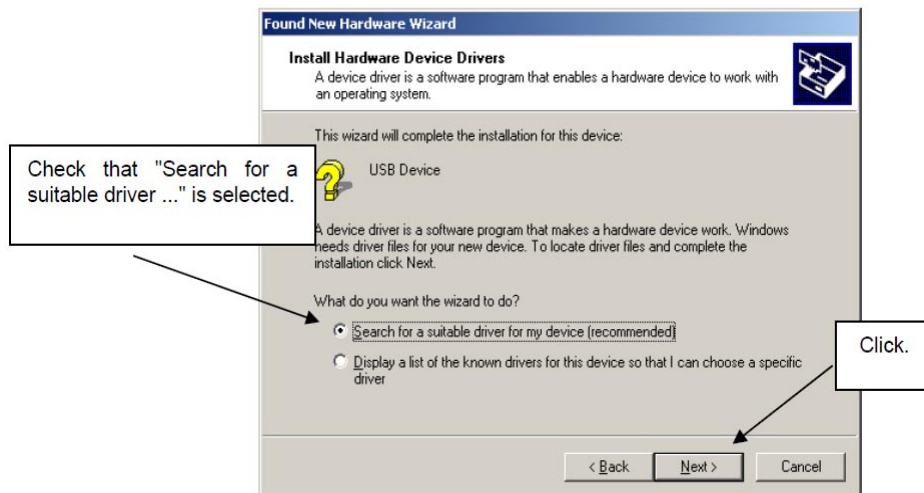 Found New Hardware Wizard
Install Hardware Device Drivers
A device driver is a software program that enables a hardware device to work with
an operating system.
This wizard will complete the installation for this device:
Check that "Search for a
suitable driver ..." is selected.
USB Device
A device driver is a software program that makes a hardware device work. Windows
needs driver files for your new device. To locate driver files and complete the
installation click Next.
What do you want the wizard to do?
Search for a suitable driver for my device (recommended)
Display a list of the known drivers for this device so that I can choose a specific
driver
Click.
< Back
Next >
Cancel